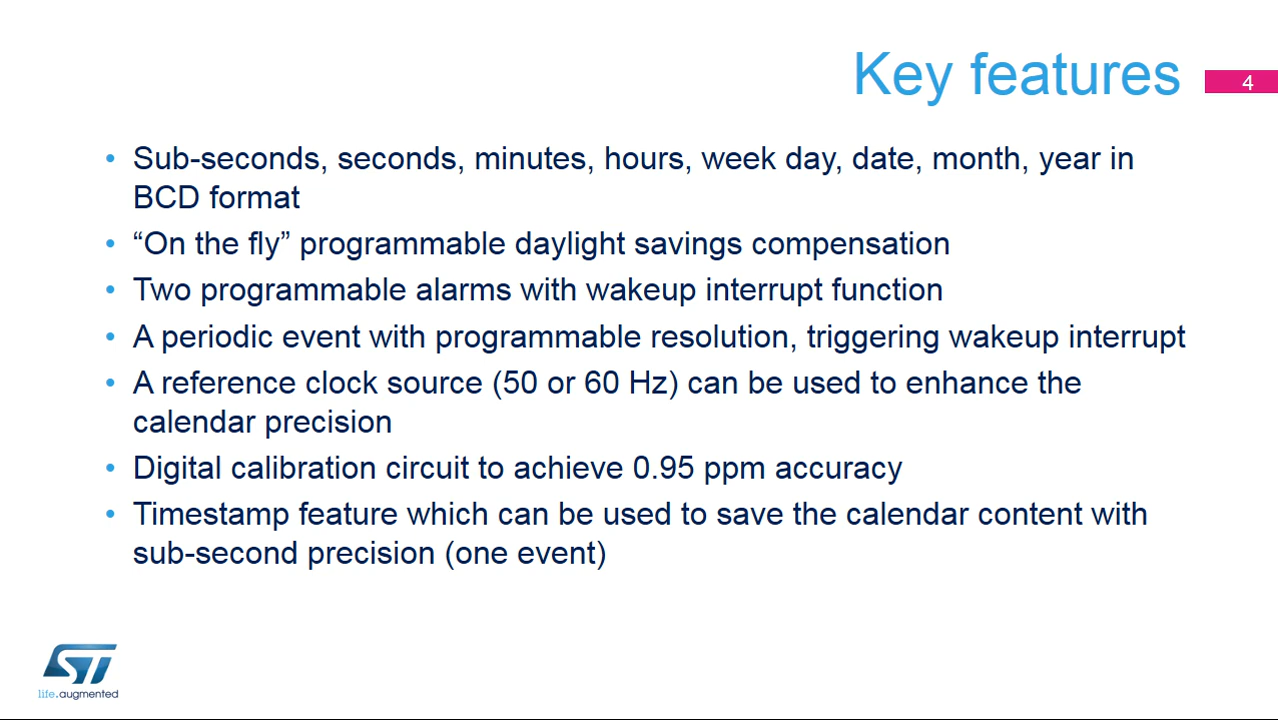 Key features
4
• Sub-seconds, seconds, minutes, hours, week day, date, month, year in
BCD format
• “On the fly” programmable daylight savings compensation
• Two programmable alarms with wakeup interrupt function
• A periodic event with programmable resolution, triggering wakeup interrupt
• A reference clock source (50 or 60 Hz) can be used to enhance the
calendar precision
• Digital calibration circuit to achieve 0.95 ppm accuracy
• Timestamp feature which can be used to save the calendar content with
sub-second precision (one event)
ST
life.augmented